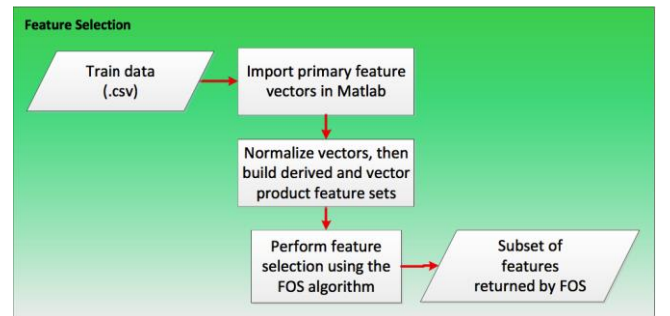 Feature Selection
Train data
(.csv)
Import primary feature
vectors in Matlab
Normalize vectors, then
build derived and vector
product feature sets
Perform feature
selection using the
FOS algorithm
Subset of
features
returned by FOS